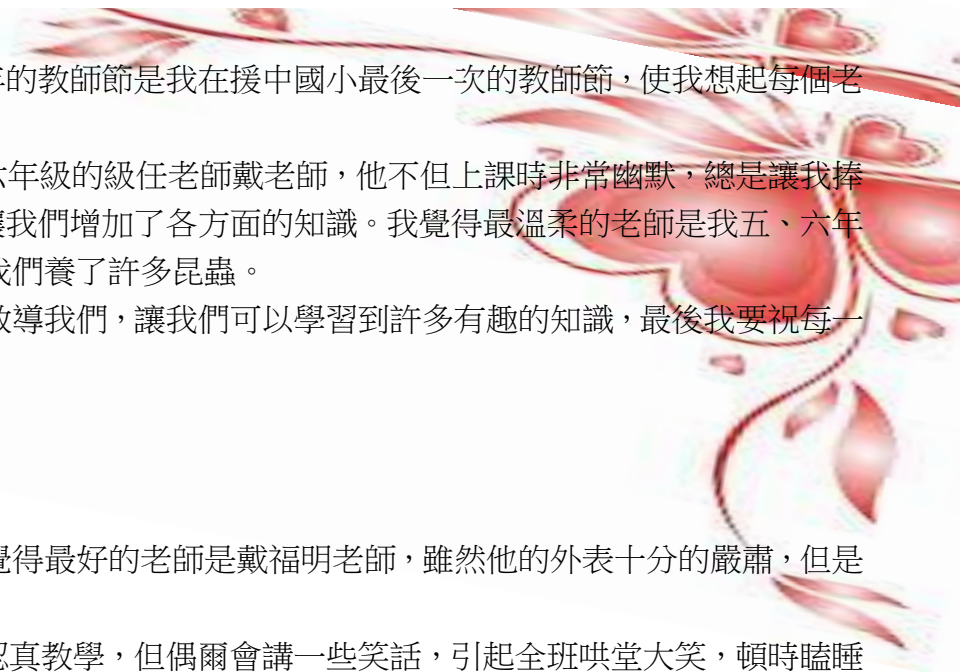 年的教師節是我在援中國小最後一次的教師節，使我想起每個老
六年級的級任老師戴老師，他不但上課時非常幽默，總是讓我捧
讓我們增加了各方面的知識。我覺得最溫柔的老師是我五、六年
我們養了許多昆蟲。
教導我們，讓我們可以學習到許多有趣的知識，最後我要祝每一
覺得最好的老師是戴福明老師，雖然他的外表十分的嚴肅，但是
認真教學，但偶爾會講一些笑話，引起全班哄堂大笑，頓時瞌睡